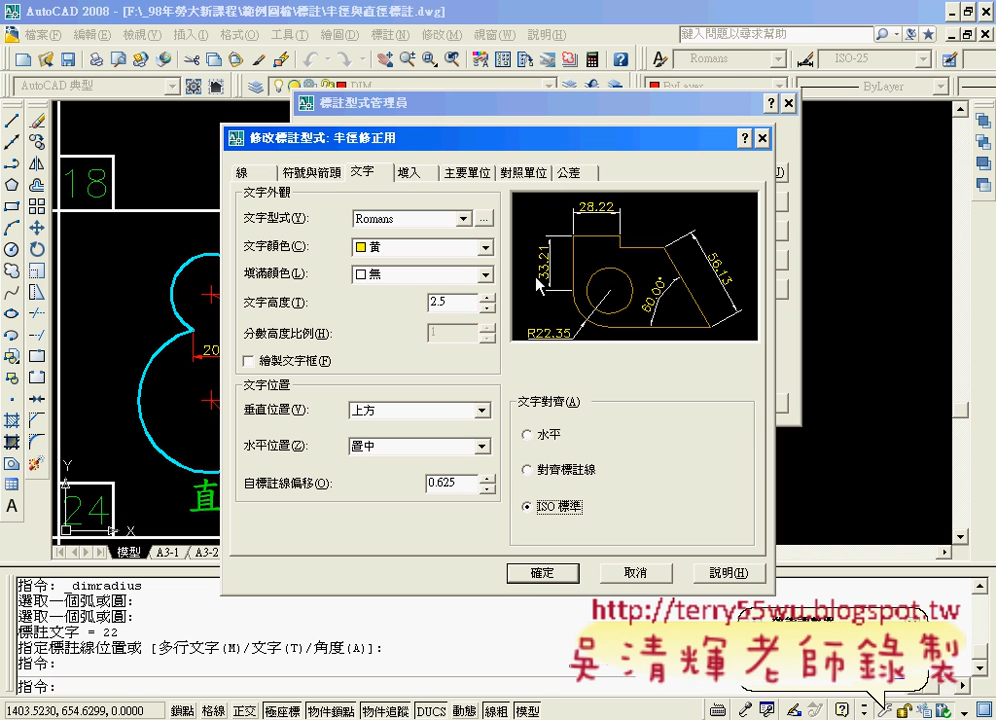 AutoCAD 2008 - [F:\_98年勞大新課程\範例圖檔\標註\半徑與直徑標註.dwg]
檔案(F) 編輯(E) 檢視(V) 插入(I) 格式(O) 工具(T) 繪圖(D) 標註(N) 修改(M) 視窗(W) 說明(H)
鍵入問題以尋求幫助
Romans
ISO-25
AutoCAD 典型
DIM
ByLayer
ByLayer
標註型式管理員
修改標註型式: 半徑修正用
線
符號與箭頭
文字
填入
主要單位
對照單位
公差
文字外觀
文字型式(Y):
Romans
...
文字顏色(C):
黃
填滿顏色(L):
無
文字高度(T):
2.5
分數高度比例(H):
1
繪製文字框(F)
文字位置
垂直位置(V):
上方
水平位置(Z):
置中
自標註線偏移(O):
0.625
28.22
33.21
56.13
60.00°
R22.35
文字對齊(A)
水平
對齊標註線
ISO 標準
確定
取消
說明(H)
18
20
24
直
Y
X
模型
A3-1
A3-2
指令: _dimradius
選取一個弧或圓:
選取一個弧或圓:
標註文字 = 22
指定標註線位置或 [多行文字(M)/文字(T)/角度(A)]:
指令:
指令:
http://terry55wu.blogspot.tw
吳清輝老師錄製
1403.5230, 654.6299, 0.0000
鎖點 格線 正交 極座標 物件鎖點 物件追蹤 DUCS 動態 線粗 模型